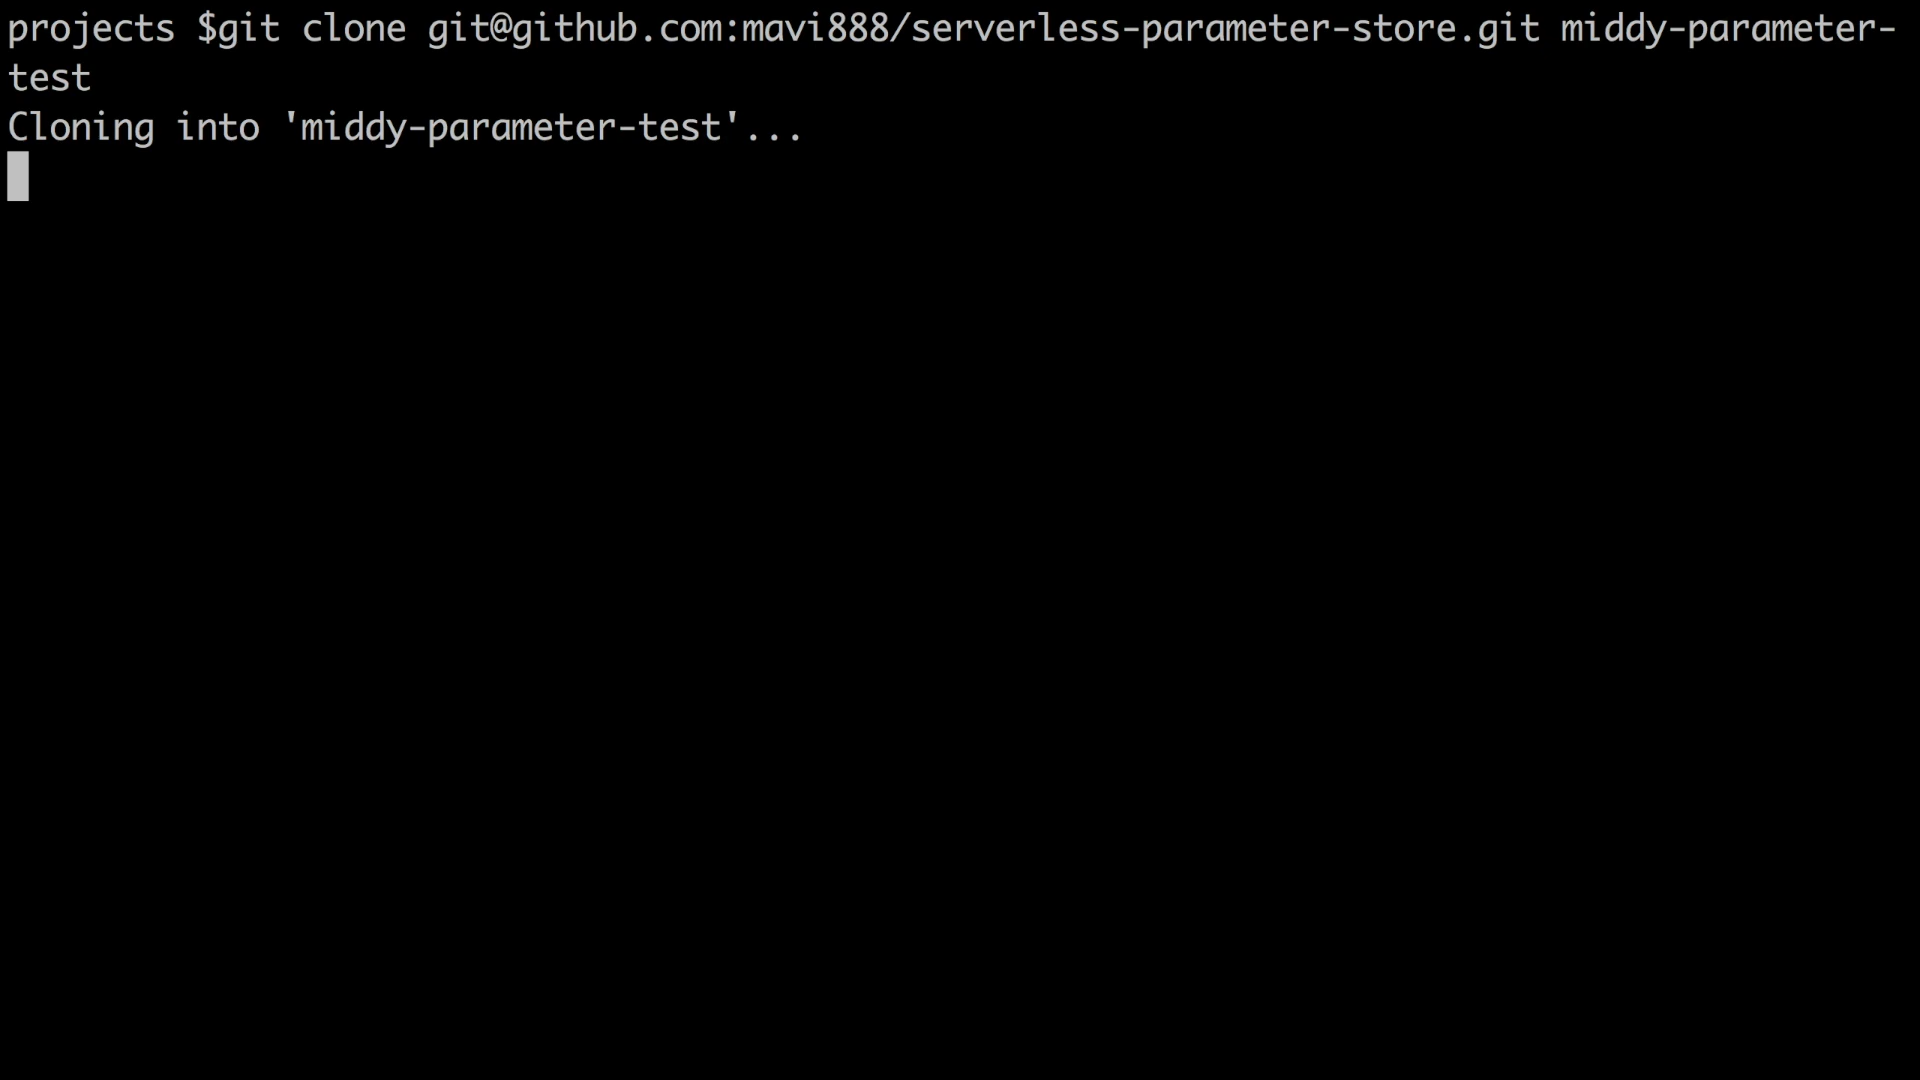 projects $git clone git@github.com:mavi888/serverless-parameter-store.git middy-parameter-
test
Cloning into 'middy-parameter-test'...